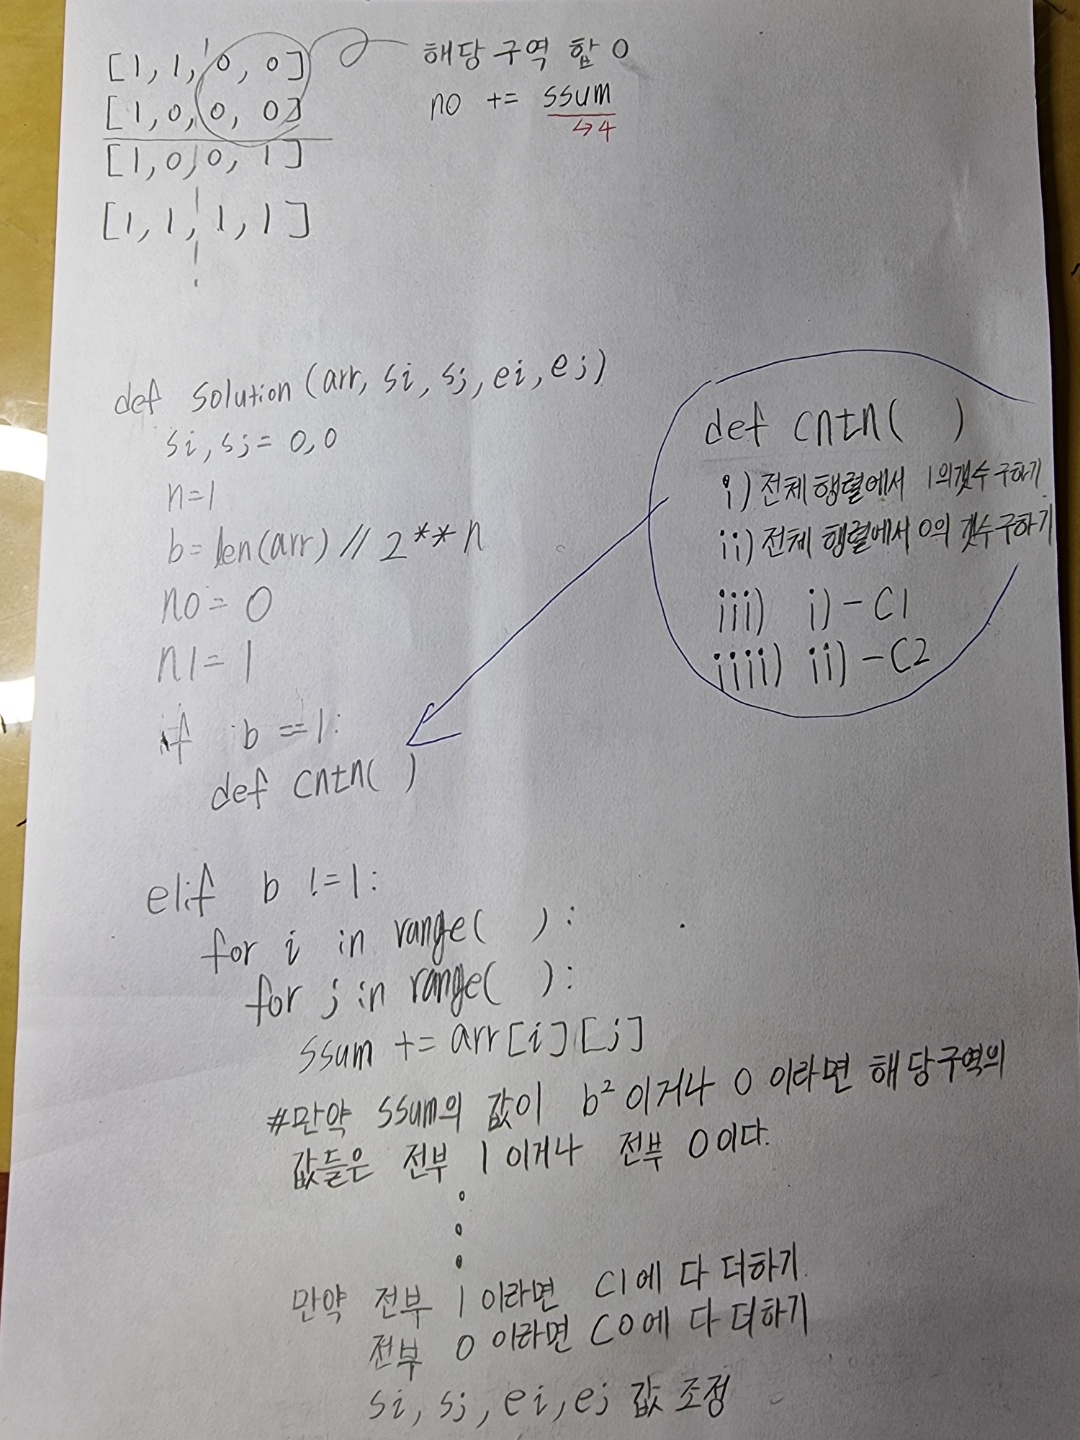 [1, 1, 0, 0]
해당 구역 합 0
[1, 0, 0, 0]
no += ssum
↳4
[1, 0, 0, 1]
[1, 1, 1, 1]
def solution (arr, si, sj, ei, ej)
si, sj = 0, 0
n=1
b= len(arr) // 2**n
n0 = 0
n1 = 1
if b ==1:
def cntn( )
def cntn( )
i) 전체 행렬에서 1의갯수 구하기
ii) 전체 행렬에서 0의 갯수 구하기
iii) i) - C1
iiii) ii) - C2
elif b !=1:
for i in range( ):
for j in range( ):
ssum += arr[i][j]
#만약 ssum의 값이 b² 이거나 0 이라면 해당구역의
값들은 전부 1 이거나 전부 0이다.
만약 전부 1 이라면 C1에 다 더하기
전부 0 이라면 C0에 다 더하기
si, sj, ei, ej 값 조정